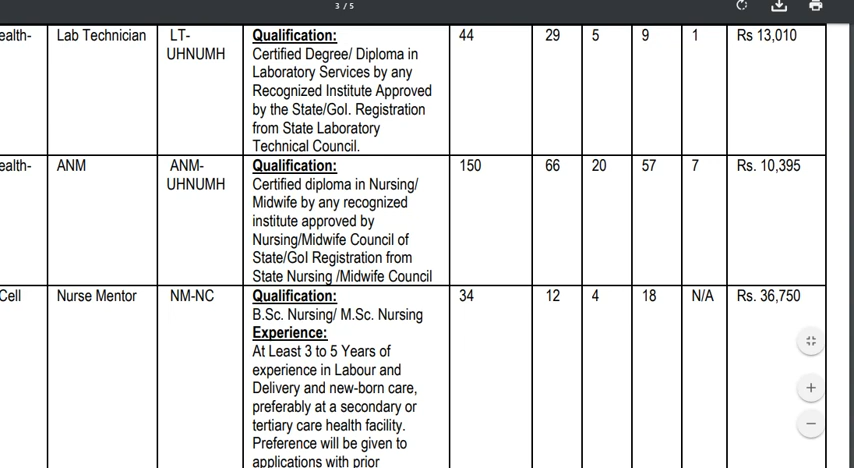 3 / 5
ealth-
Lab Technician
LT-
UHNUMH
Qualification:
Certified Degree/ Diploma in
Laboratory Services by any
Recognized Institute Approved
by the State/GoI. Registration
from State Laboratory
Technical Council.
44
29
5
9
1
Rs 13,010
ealth-
ANM
ANM-
UHNUMH
Qualification:
Certified diploma in Nursing/
Midwife by any recognized
institute approved by
Nursing/Midwife Council of
State/GoI Registration from
State Nursing /Midwife Council
150
66
20
57
7
Rs. 10,395
Cell
Nurse Mentor
NM-NC
Qualification:
B.Sc. Nursing/ M.Sc. Nursing
Experience:
At Least 3 to 5 Years of
experience in Labour and
Delivery and new-born care,
preferably at a secondary or
tertiary care health facility.
Preference will be given to
applications with prior
34
12
4
18
N/A
Rs. 36,750